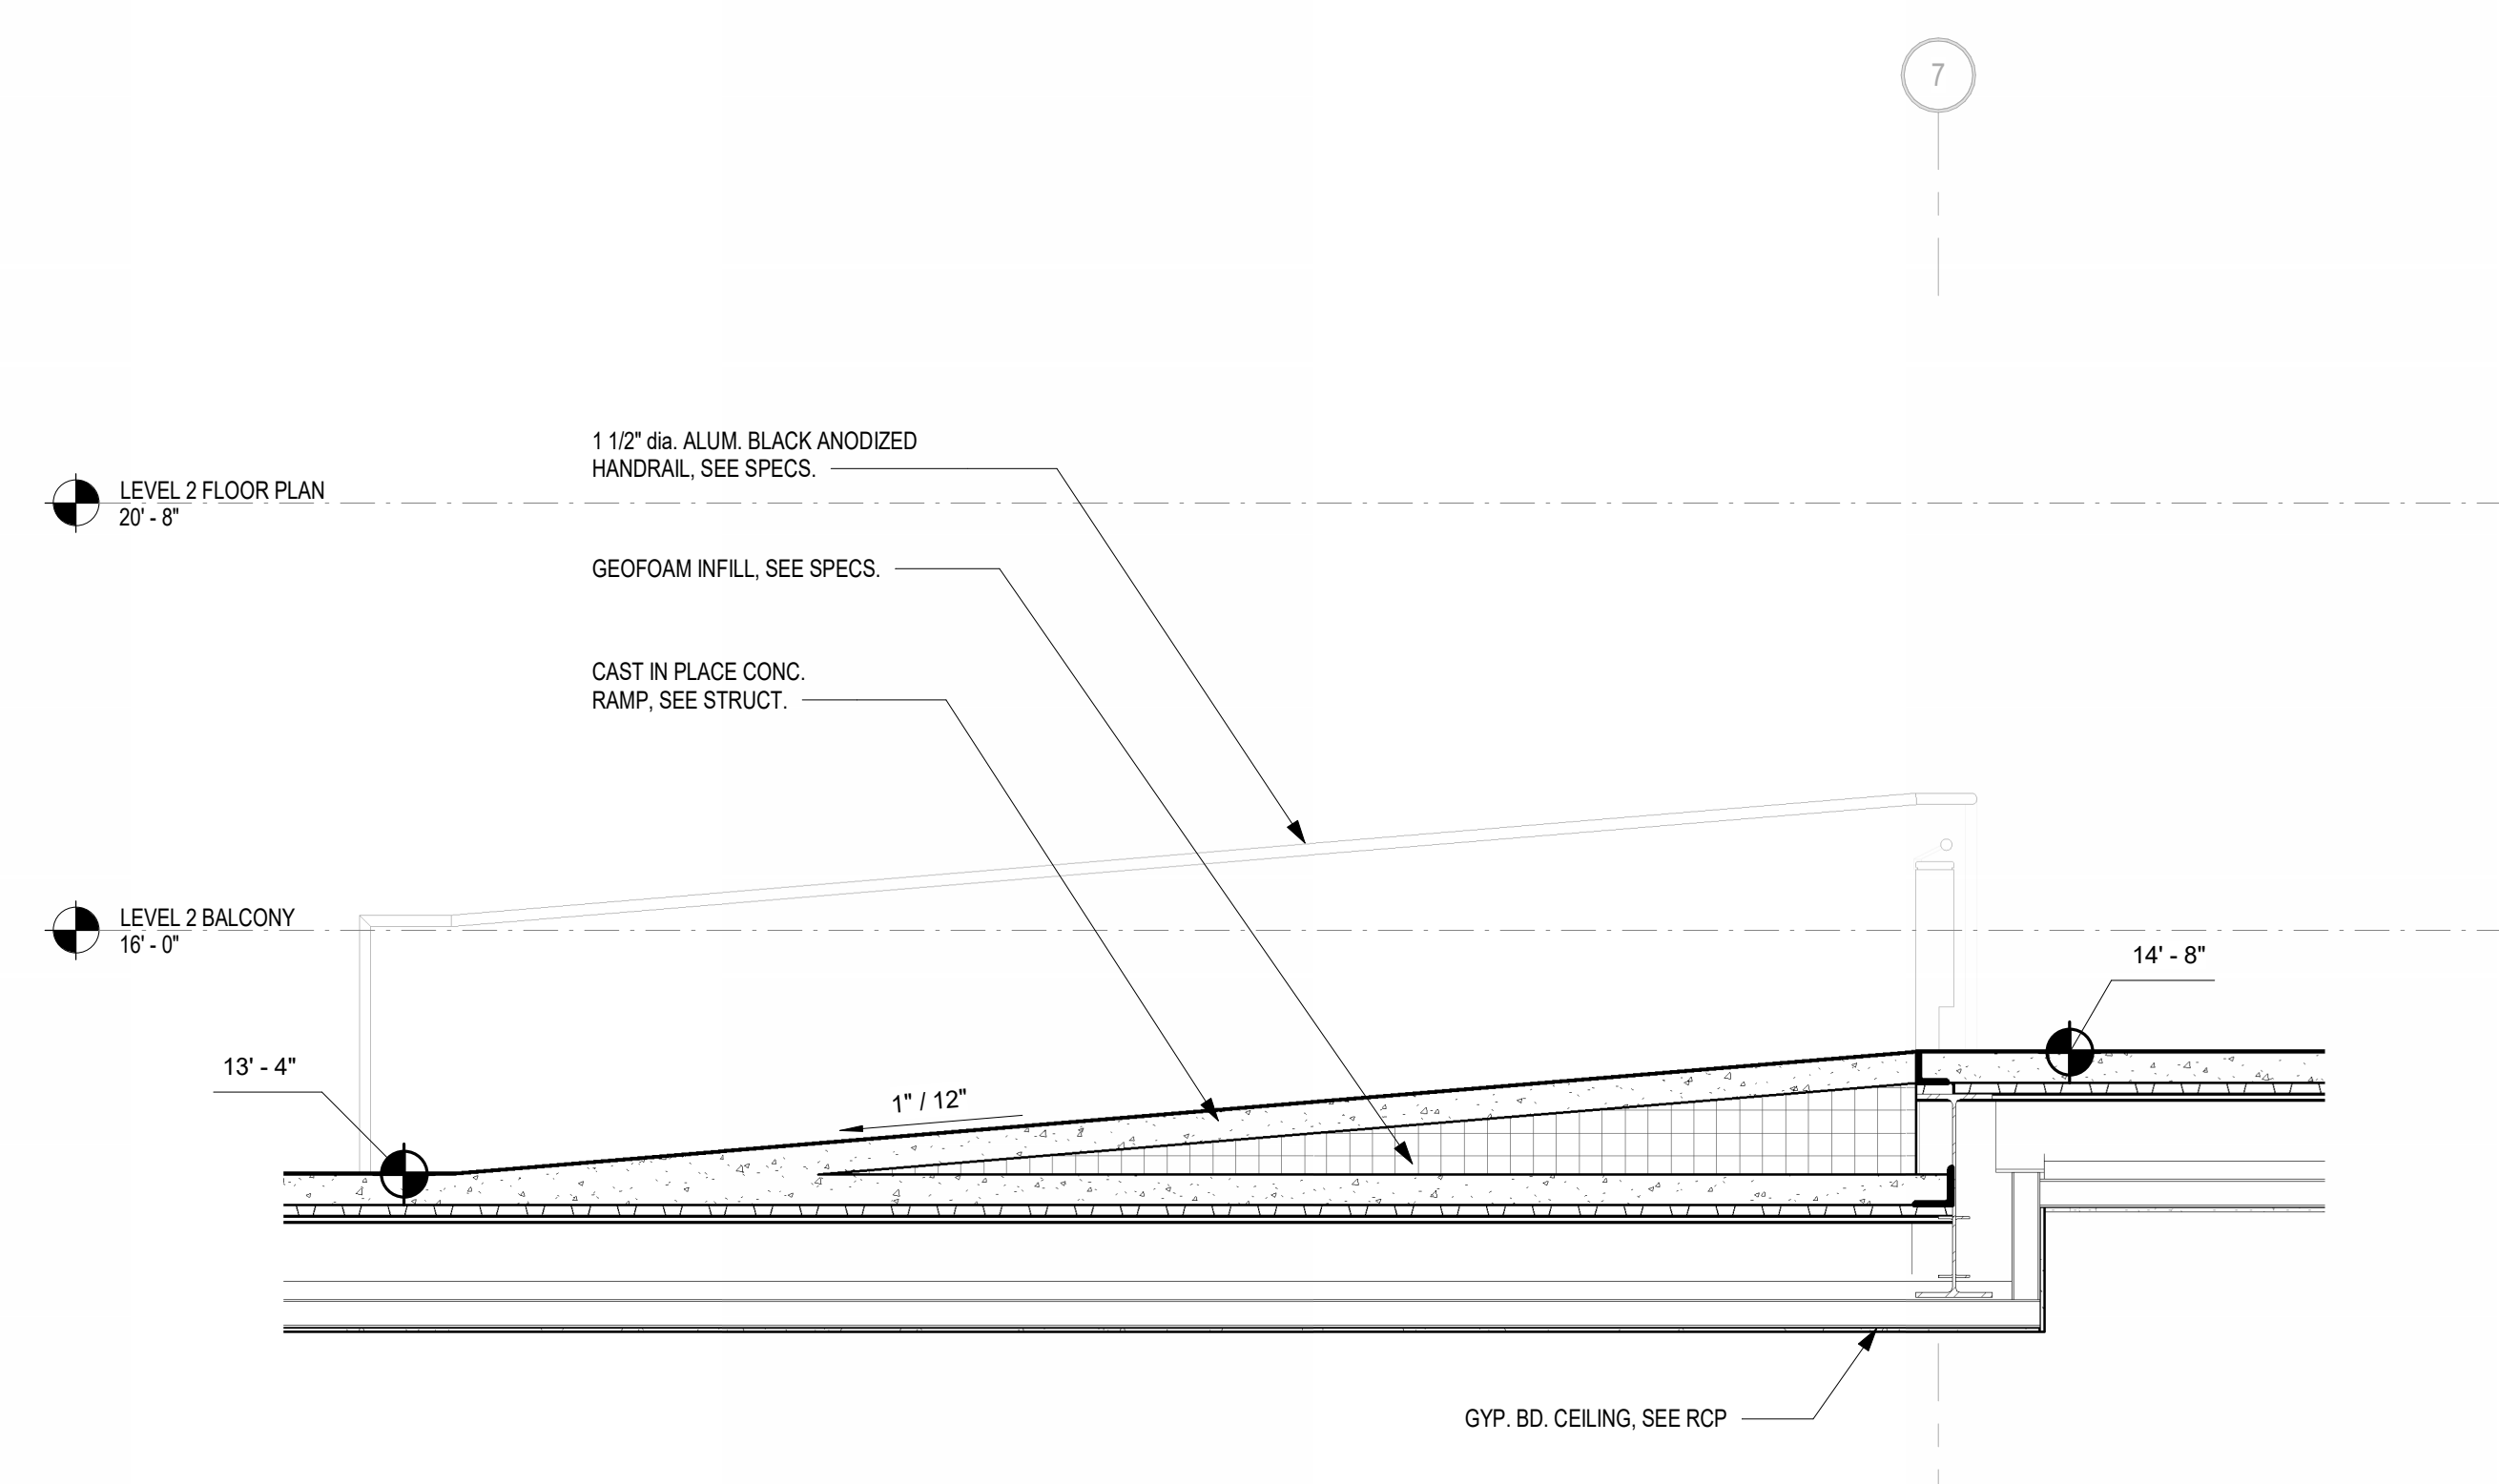 7
1 1/2" dia. ALUM. BLACK ANODIZED
HANDRAIL, SEE SPECS.
LEVEL 2 FLOOR PLAN
20' - 8"
GEOFOAM INFILL, SEE SPECS.
CAST IN PLACE CONC.
RAMP, SEE STRUCT.
LEVEL 2 BALCONY
16' - 0"
14' - 8"
13' - 4"
1" / 12"
GYP. BD. CEILING, SEE RCP